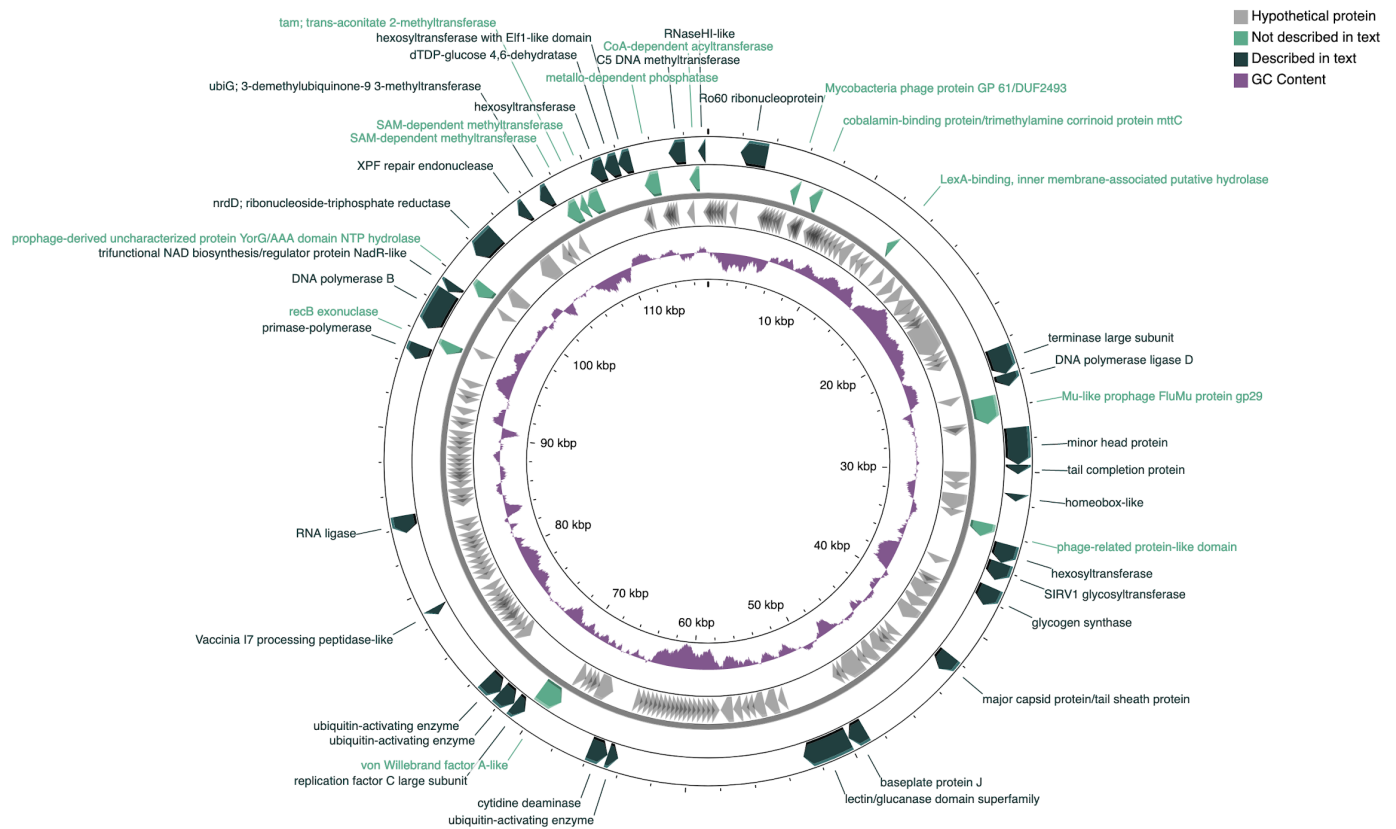 tam; trans-aconitate 2-methyltransferase
hexosyltransferase with Elf1-like domain
dTDP-glucose 4,6-dehydratase
ubiG; 3-demethylubiquinone-9 3-methyltransferase
hexosyltransferase
SAM-dependent methyltransferase
SAM-dependent methyltransferase
XPF repair endonuclease
nrdD; ribonucleoside-triphosphate reductase
prophage-derived uncharacterized protein YorG/AAA domain NTP hydrolase
trifunctional NAD biosynthesis/regulator protein NadR-like
DNA polymerase B
recB exonuclease
primase-polymerase
RNA ligase
Vaccinia I7 processing peptidase-like
ubiquitin-activating enzyme
ubiquitin-activating enzyme
von Willebrand factor A-like
replication factor C large subunit
cytidine deaminase
ubiquitin-activating enzyme
RNaseHI-like
CoA-dependent acyltransferase
C5 DNA methyltransferase
metallo-dependent phosphatase
Ro60 ribonucleoprotein
Mycobacteria phage protein GP 61/DUF2493
cobalamin-binding protein/trimethylamine corrinoid protein mttC
LexA-binding, inner membrane-associated putative hydrolase
terminase large subunit
DNA polymerase ligase D
Mu-like prophage FluMu protein gp29
minor head protein
tail completion protein
homeobox-like
phage-related protein-like domain
hexosyltransferase
SIRV1 glycosyltransferase
glycogen synthase
major capsid protein/tail sheath protein
baseplate protein J
lectin/glucanase domain superfamily
10 kbp
20 kbp
30 kbp
40 kbp
50 kbp
60 kbp
70 kbp
80 kbp
90 kbp
100 kbp
110 kbp
Hypothetical protein
Not described in text
Described in text
GC Content